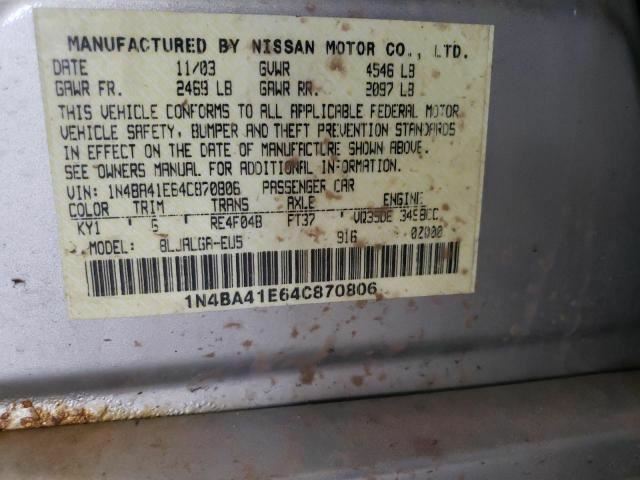 MANUFACTURED BY NISSAN MOTOR CO., LTD.
DATE 11/03 GVWR 4546 LB
GAWR FR. 2469 LB GAWR RR. 2097 LB
THIS VEHICLE CONFORMS TO ALL APPLICABLE FEDERAL MOTOR
VEHICLE SAFETY, BUMPER AND THEFT PREVENTION STANDARDS
IN EFFECT ON THE DATE OF MANUFACTURE SHOWN ABOVE.
SEE OWNERS MANUAL FOR ADDITIONAL INFORMATION.
VIN: 1N4BA41E64C870806 PASSENGER CAR
COLOR TRIM TRANS AXLE ENGINE
KY1 G RE4F04B FT37 VQ35DE 3498CC
MODEL: 8LJALGA-EU5 916 02000
1N4BA41E64C870806